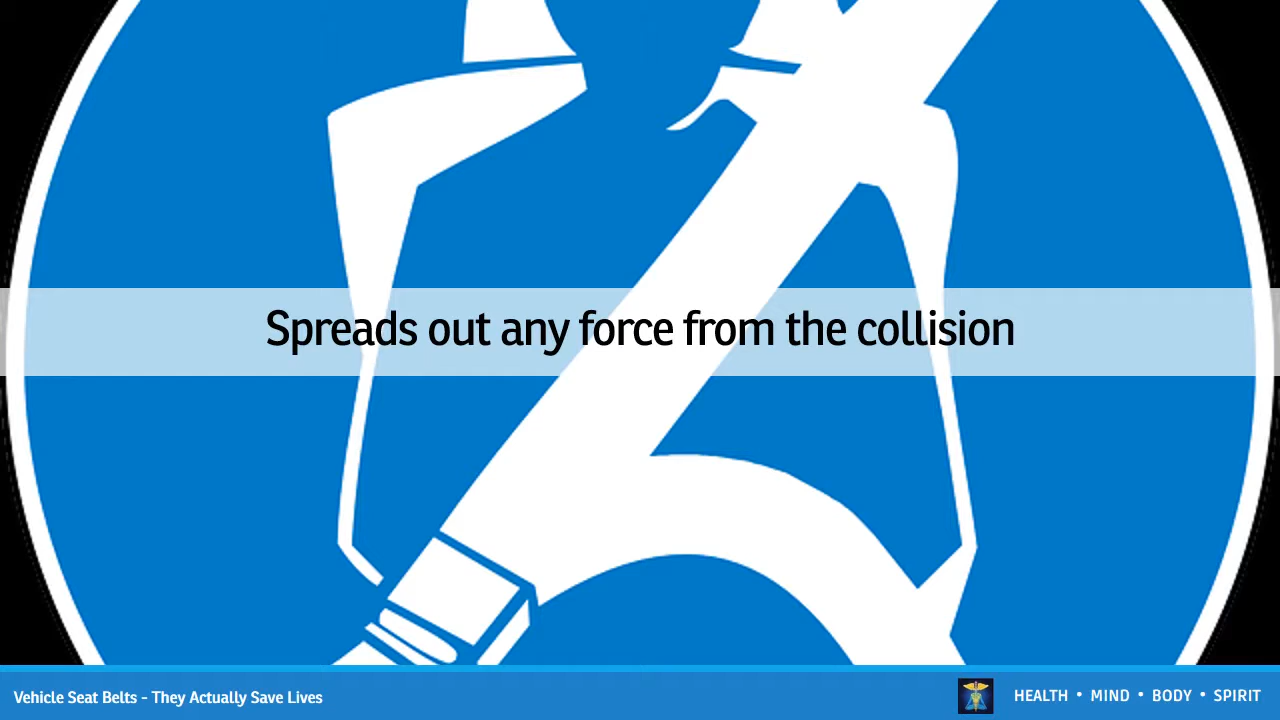 Spreads out any force from the collision
Vehicle Seat Belts - They Actually Save Lives
HEALTH • MIND • BODY • SPIRIT